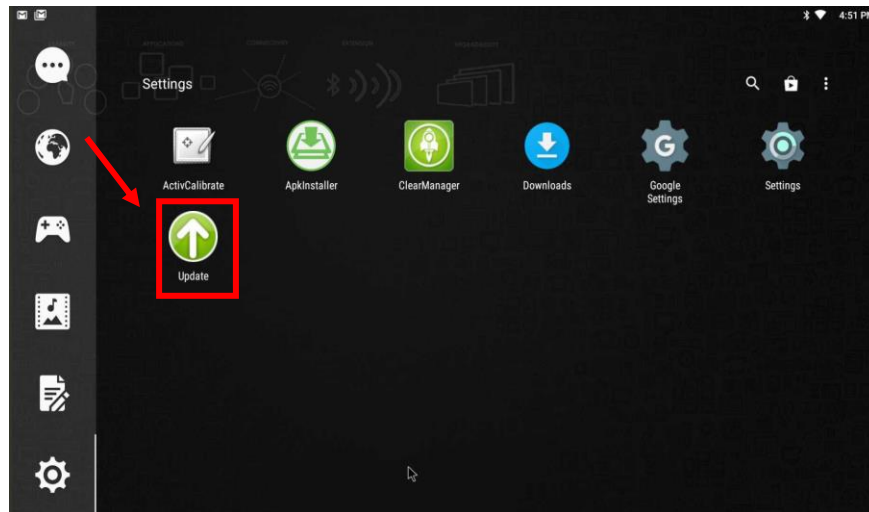 4:51 PM
Settings
ActivCalibrate
ApkInstaller
ClearManager
Downloads
Google
Settings
Settings
Update